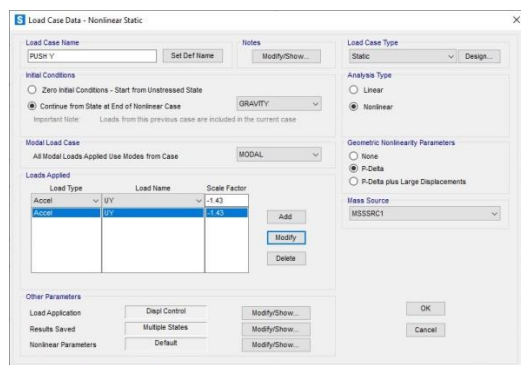 Load Case Data - Nonlinear Static
Load Case Name
PUSH Y
Set Def Name
Notes
Modify/Show...
Load Case Type
Static
Design...
Initial Conditions
Zero Initial Conditions - Start from Unstressed State
Continue from State at End of Nonlinear Case
GRAVITY
Important Note: Loads from this previous case are included in the current case
Analysis Type
Linear
Nonlinear
Modal Load Case
All Modal Loads Applied Use Modes from Case
MODAL
Geometric Nonlinearity Parameters
None
P-Delta
P-Delta plus Large Displacements
Loads Applied
Load Type Load Name Scale Factor
Accel UY -1.43
Accel UY -1.43
Add
Modify
Delete
Mass Source
MSSSRC1
Other Parameters
Load Application Displ Control Modify/Show...
Results Saved Multiple States Modify/Show...
Nonlinear Parameters Default Modify/Show...
OK
Cancel